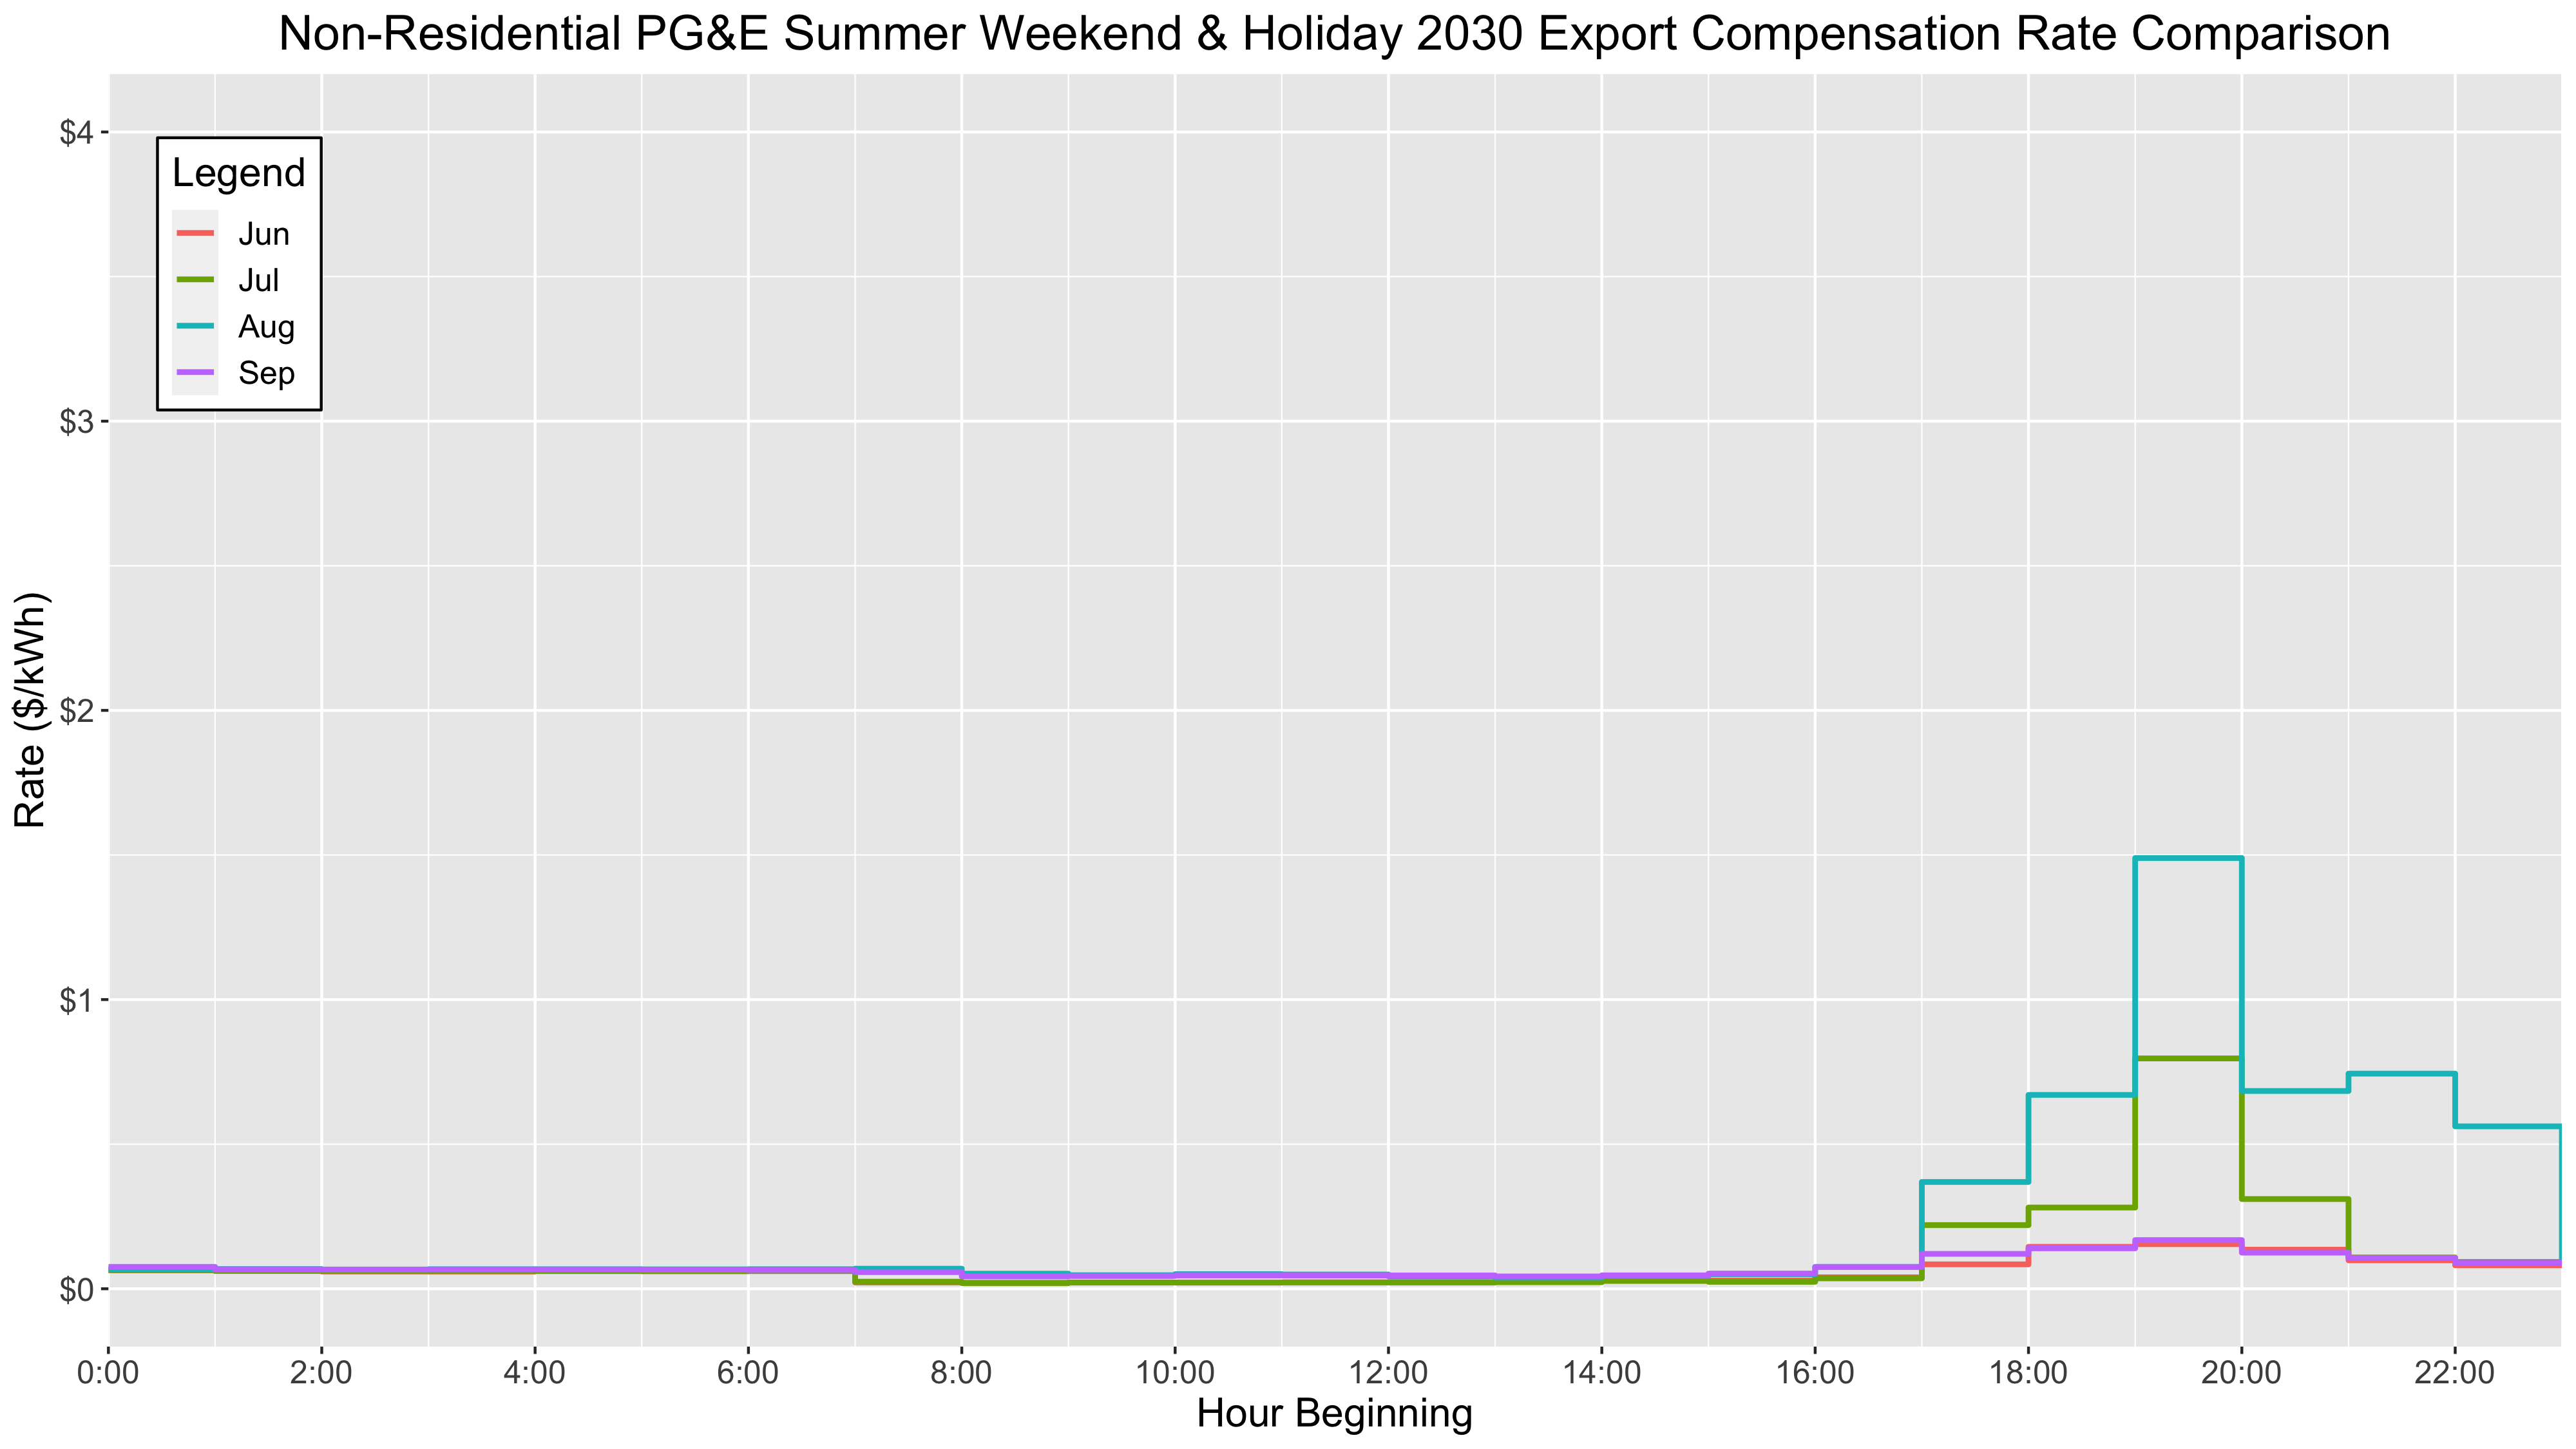 Non-Residential PG&E Summer Weekend & Holiday 2030 Export Compensation Rate Comparison
Rate ($/kWh)
$4
$3
$2
$1
$0
Legend
Jun
Jul
Aug
Sep
0:00 2:00 4:00 6:00 8:00 10:00 12:00 14:00 16:00 18:00 20:00 22:00
Hour Beginning